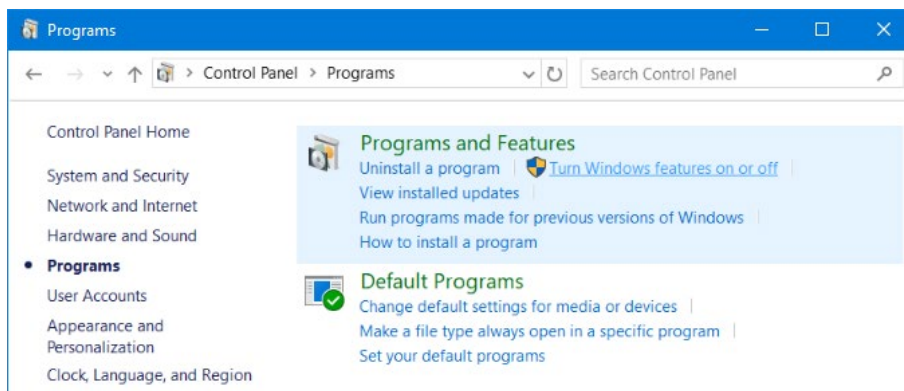 Programs
Control Panel > Programs
Search Control Panel
Control Panel Home
System and Security
Network and Internet
Hardware and Sound
Programs
User Accounts
Appearance and
Personalization
Clock, Language, and Region
Programs and Features
Uninstall a program | Turn Windows features on or off |
View installed updates |
Run programs made for previous versions of Windows |
How to install a program
Default Programs
Change default settings for media or devices |
Make a file type always open in a specific program |
Set your default programs